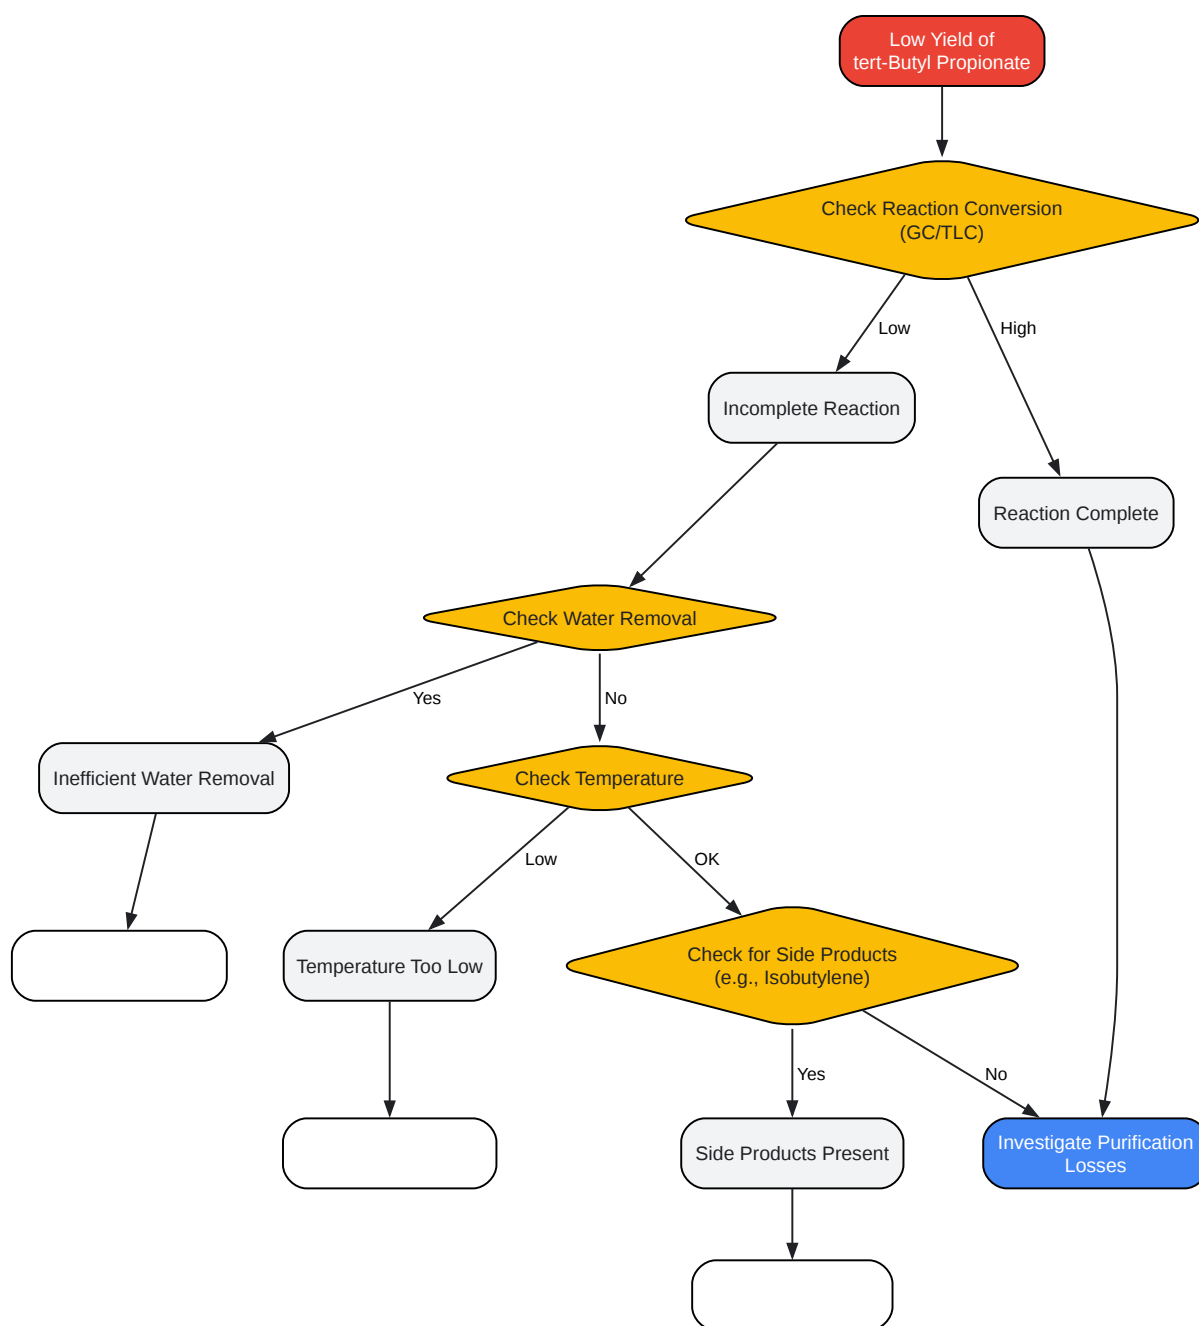 Low Yield of
tert-Butyl Propionate
Check Reaction Conversion
(GC/TLC)
Low
High
Incomplete Reaction
Reaction Complete
Check Water Removal
Yes
No
Inefficient Water Removal
Check Temperature
Low
OK
Temperature Too Low
Check for Side Products
(e.g., Isobutylene)
Yes
No
Side Products Present
Investigate Purification
Losses